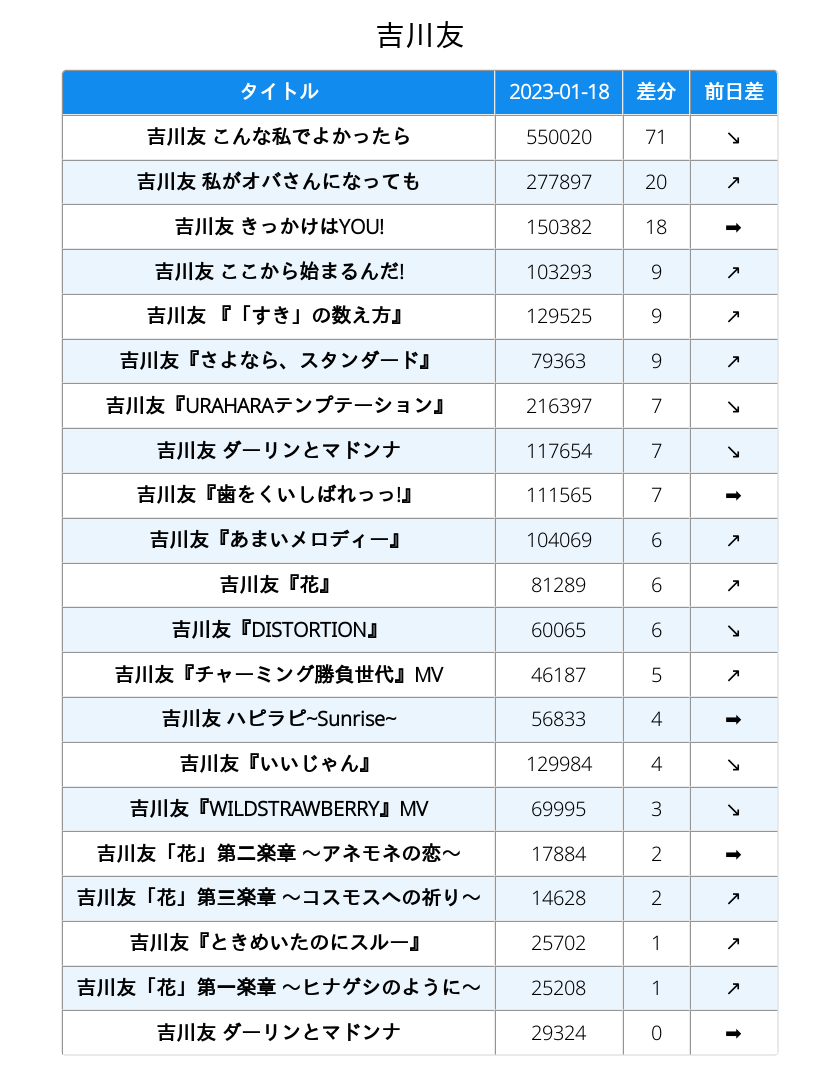 吉川友
タイトル 2023-01-18 差分 前日差
吉川友 こんな私でよかったら 550020 71 ↘
吉川友 私がオバさんになっても 277897 20 ↗
吉川友 きっかけはYOU! 150382 18 ➡
吉川友 ここから始まるんだ! 103293 9 ↗
吉川友 『「すき」の数え方』 129525 9 ↗
吉川友『さよなら、スタンダード』 79363 9 ↗
吉川友『URAHARAテンプテーション』 216397 7 ↘
吉川友 ダーリンとマドンナ 117654 7 ↘
吉川友『歯をくいしばれっっ!』 111565 7 ➡
吉川友『あまいメロディー』 104069 6 ↗
吉川友『花』 81289 6 ↗
吉川友『DISTORTION』 60065 6 ↘
吉川友『チャーミング勝負世代』MV 46187 5 ↗
吉川友 ハピラピ~Sunrise~ 56833 4 ➡
吉川友『いいじゃん』 129984 4 ↘
吉川友『WILDSTRAWBERRY』MV 69995 3 ↘
吉川友「花」第二楽章 〜アネモネの恋〜 17884 2 ➡
吉川友「花」第三楽章 〜コスモスへの祈り〜 14628 2 ↗
吉川友『ときめいたのにスルー』 25702 1 ↗
吉川友「花」第一楽章 〜ヒナゲシのように〜 25208 1 ↗
吉川友 ダーリンとマドンナ 29324 0 ➡